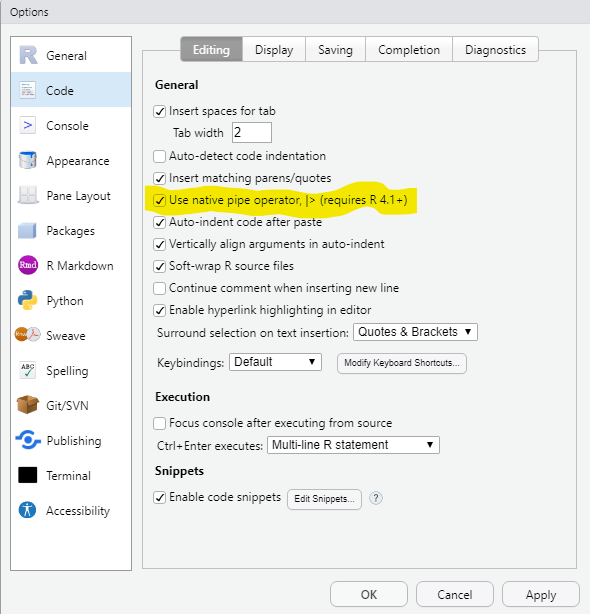 Options
General
Code
Console
Appearance
Pane Layout
Packages
Rmd R Markdown
Python
Sweave
ABC Spelling
Git/SVN
Publishing
Terminal
Accessibility
Editing Display Saving Completion Diagnostics
General
Insert spaces for tab
Tab width 2
Auto-detect code indentation
Insert matching parens/quotes
Use native pipe operator, |> (requires R 4.1+)
Auto-indent code after paste
Vertically align arguments in auto-indent
Soft-wrap R source files
Continue comment when inserting new line
Enable hyperlink highlighting in editor
Surround selection on text insertion: Quotes & Brackets
Keybindings: Default Modify Keyboard Shortcuts...
Execution
Focus console after executing from source
Ctrl+Enter executes: Multi-line R statement
Snippets
Enable code snippets Edit Snippets... ?
OK Cancel Apply